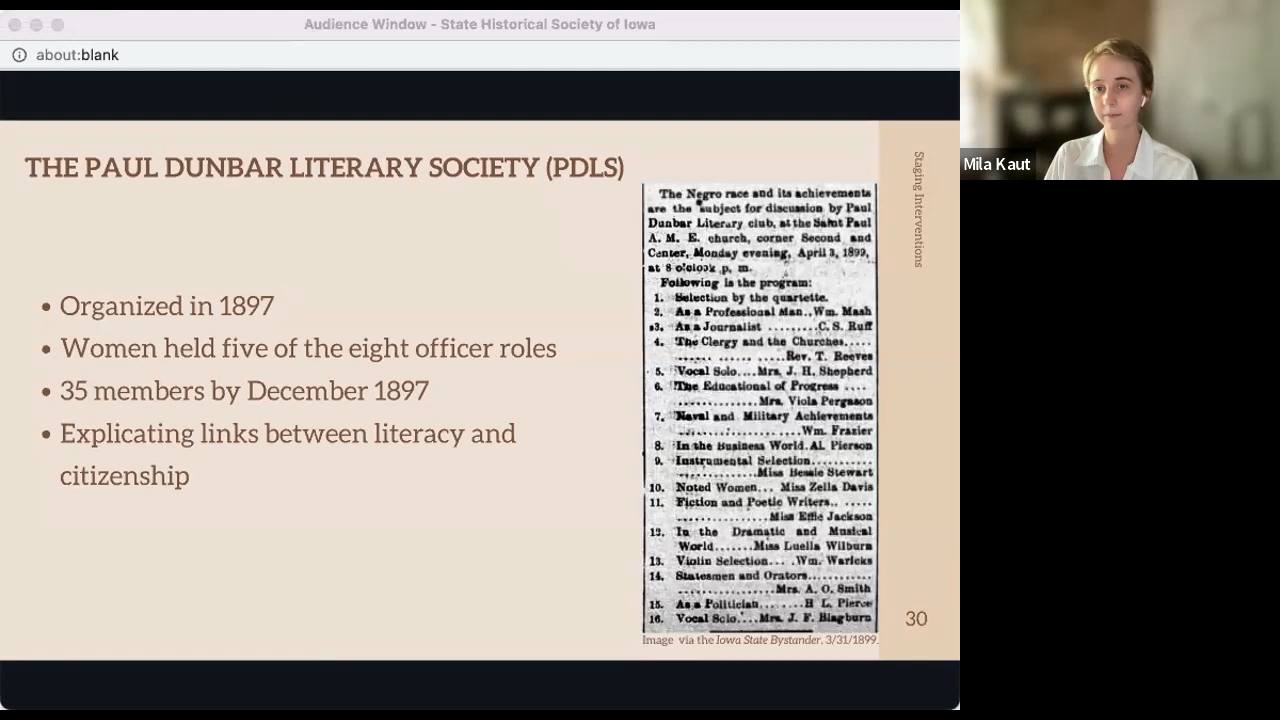 Audience Window - State Historical Society of Iowa
about:blank
THE PAUL DUNBAR LITERARY SOCIETY (PDLS)
• Organized in 1897
• Women held five of the eight officer roles
• 35 members by December 1897
• Explicating links between literacy and
citizenship
The Negro race and its achievements
are the subject for discussion by Paul
Dunbar Literary club, at the Saint Paul
A. M. E. church, corner Second and
Center, Monday evening, April 3, 1899,
at 8 o'clock p. m.
Following is the program:
1. Selection by the quartette.
2. As a Professional Man..Wm. Mash
3. As a Journalist .........C. S. Ruff
4. The Clergy and the Churches.....
...... ...... .....Rev. T. Reeves
5. Vocal Solo....Mrs. J. H. Shepherd
6. The Educational of Progress ....
.............Mrs. Viola Perguson
7. Naval and Military Achievements
....................Wm. Frazier
8. In the Business World.AL Pierson
9. Instrumental Selection............
.............Miss Bessie Stewart
10. Noted Women... Miss Zella Davis
11. Fiction and Poetic Writers.. .....
...............Miss Effie Jackson
12. In the Dramatic and Musical
World.......Miss Luella Wilburn
13. Violin Selection... .Wm. Waricks
14. Statesmen and Orators............
..................Mrs. A. O. Smith
15. As a Politician........H L. Pierce
16. Vocal Solo....Mrs. J. F. Blagburn
Image via the Iowa State Bystander, 3/31/1899.
Staging Interventions
30
Mila Kaut